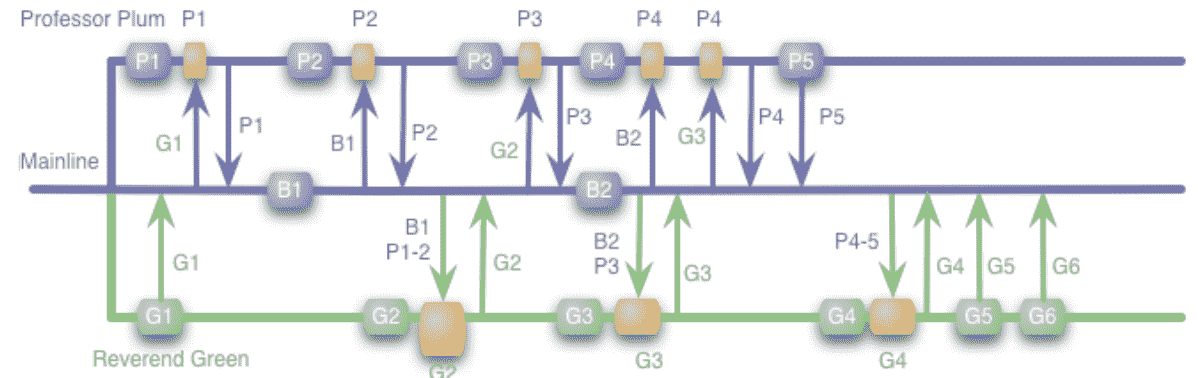 Professor Plum P1 P2 P3 P4 P4
P1 P2 P3 P4 P5
G1 P1 B1 P2 G2 P3 B2 G3 P4 P5
Mainline
B1 B2
B1
P1-2
B2
P3
P4-5
G1 G2 G3 G4 G5 G6
G1 G2 G3 G4 G5 G6
Reverend Green
G2 G3 G4